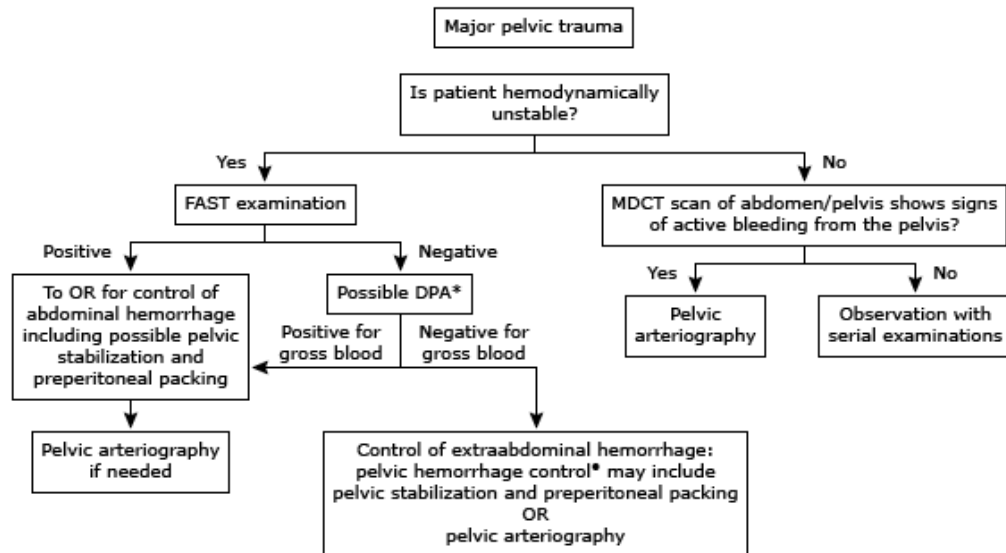 Major pelvic trauma
Is patient hemodynamically
unstable?
Yes
No
FAST examination
MDCT scan of abdomen/pelvis shows signs
of active bleeding from the pelvis?
Positive
Negative
Yes
No
To OR for control of
abdominal hemorrhage
including possible pelvic
stabilization and
preperitoneal packing
Possible DPA*
Pelvic
arteriography
Observation with
serial examinations
Positive for
gross blood
Negative for
gross blood
Pelvic arteriography
if needed
Control of extraabdominal hemorrhage:
pelvic hemorrhage control• may include
pelvic stabilization and preperitoneal packing
OR
pelvic arteriography